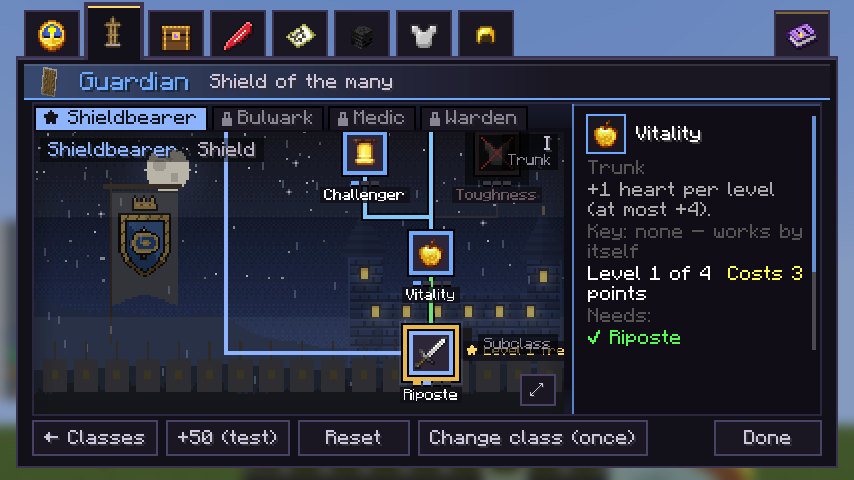 Guardian Shield of the many
Shieldbearer Bulwark Medic Warden
Shieldbearer · Shield
I
Trunk
Challenger
Toughness
Vitality
Subclass
Level 1
Riposte
Vitality
Trunk
+1 heart per level
(at most +4).
Key: none — works by
itself
Level 1 of 4 Costs 3
points
Needs:
✓ Riposte
← Classes +50 (test) Reset Change class (once) Done